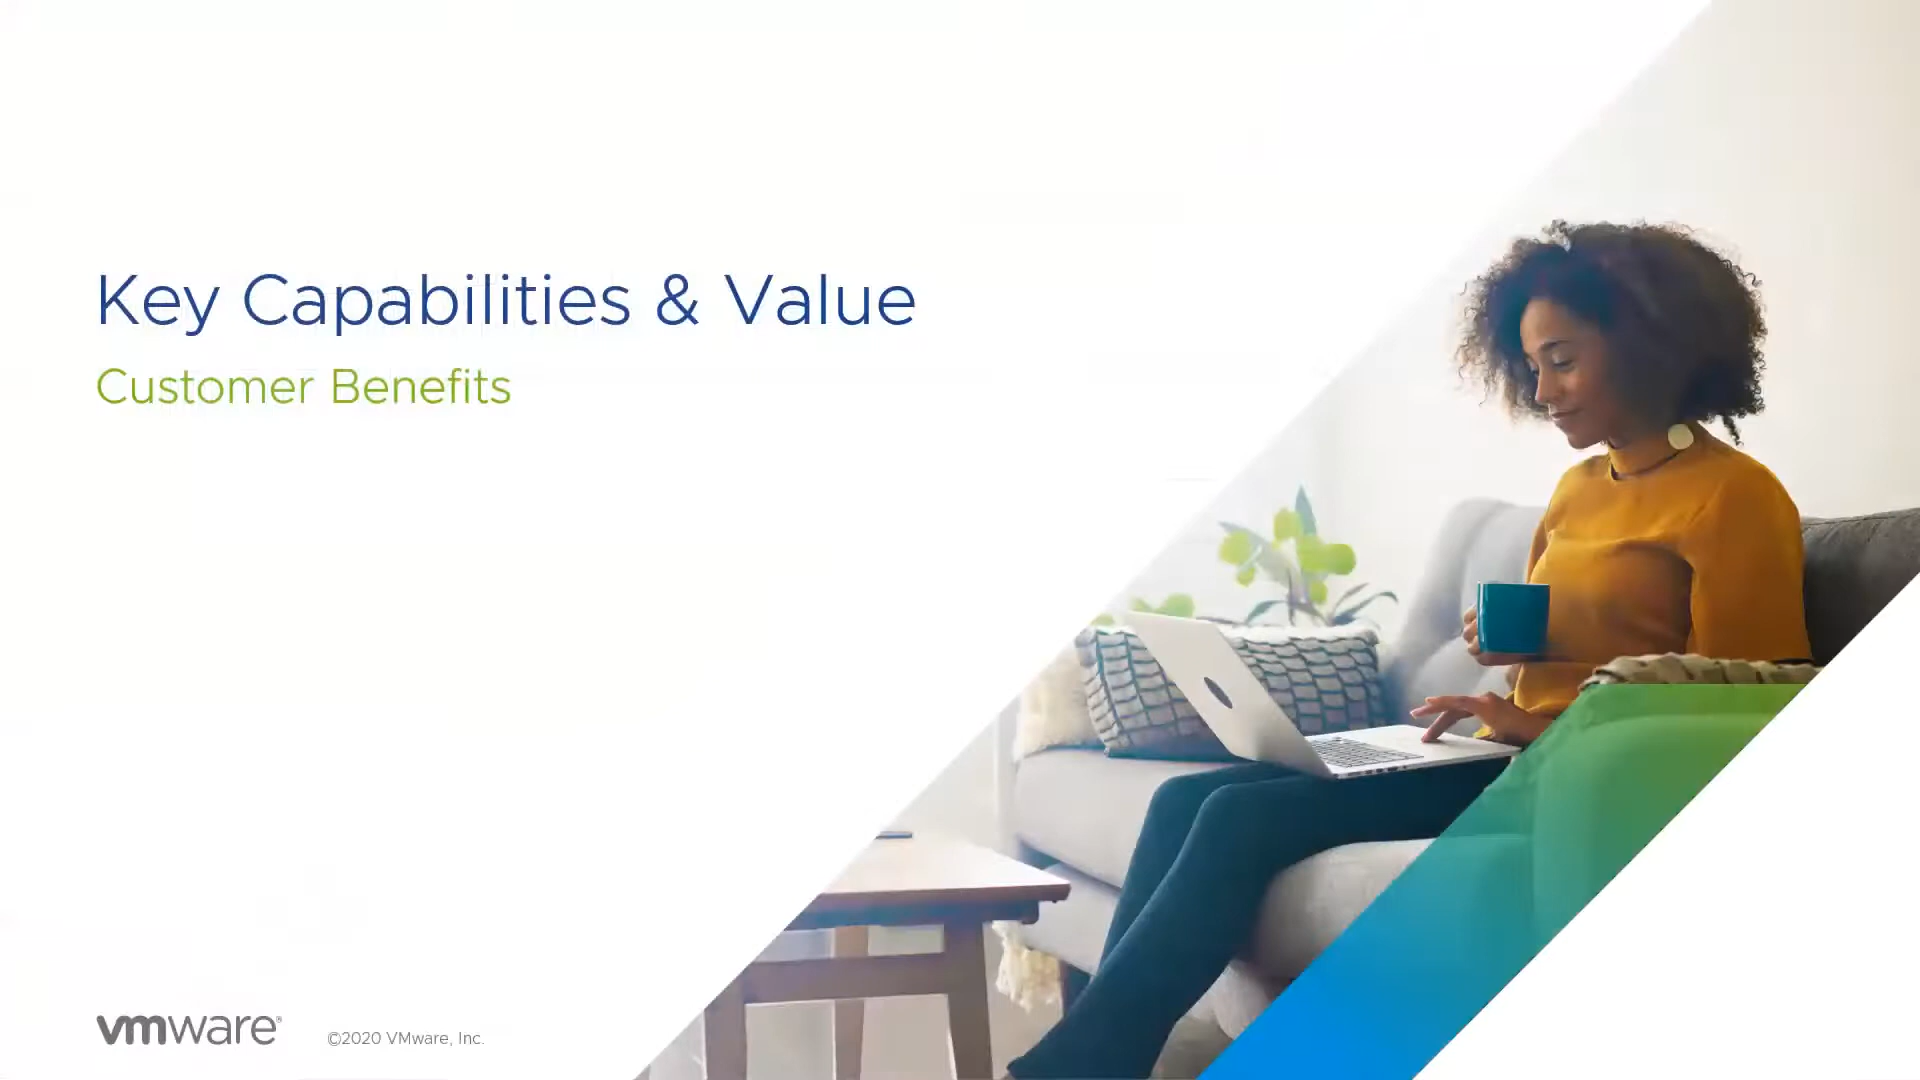 Key Capabilities & Value
Customer Benefits
vmware®
©2020 VMware, Inc.